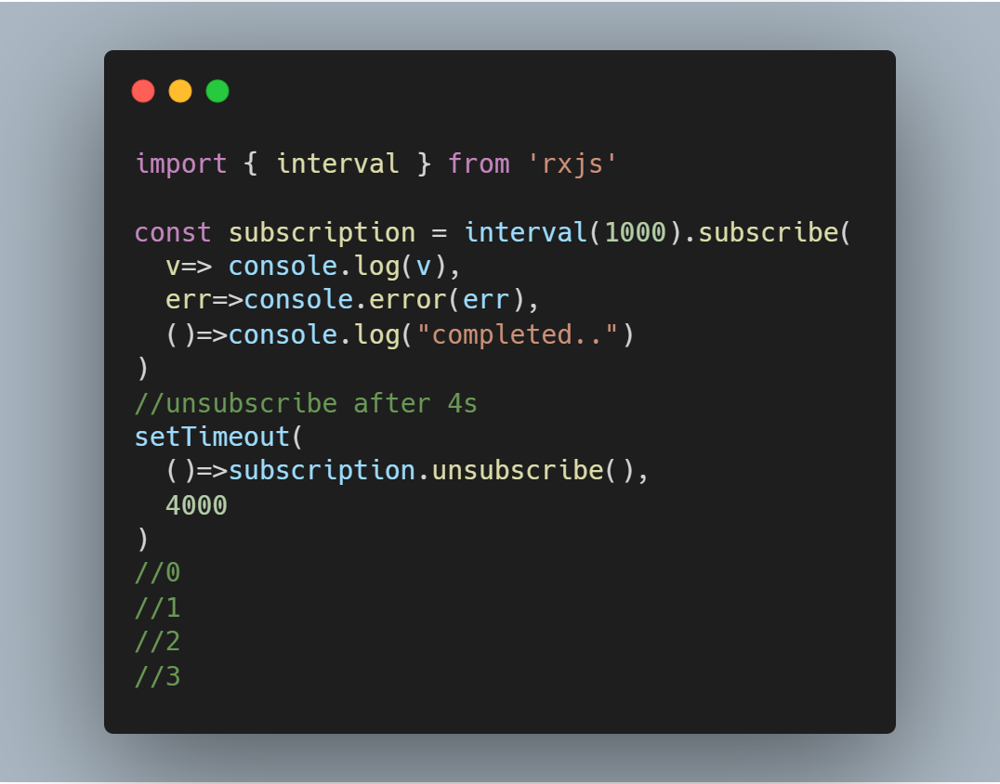 import { interval } from 'rxjs'

const subscription = interval(1000).subscribe(
  v=> console.log(v),
  err=>console.error(err),
  ()=>console.log("completed..")
)
//unsubscribe after 4s
setTimeout(
  ()=>subscription.unsubscribe(),
  4000
)
//0
//1
//2
//3